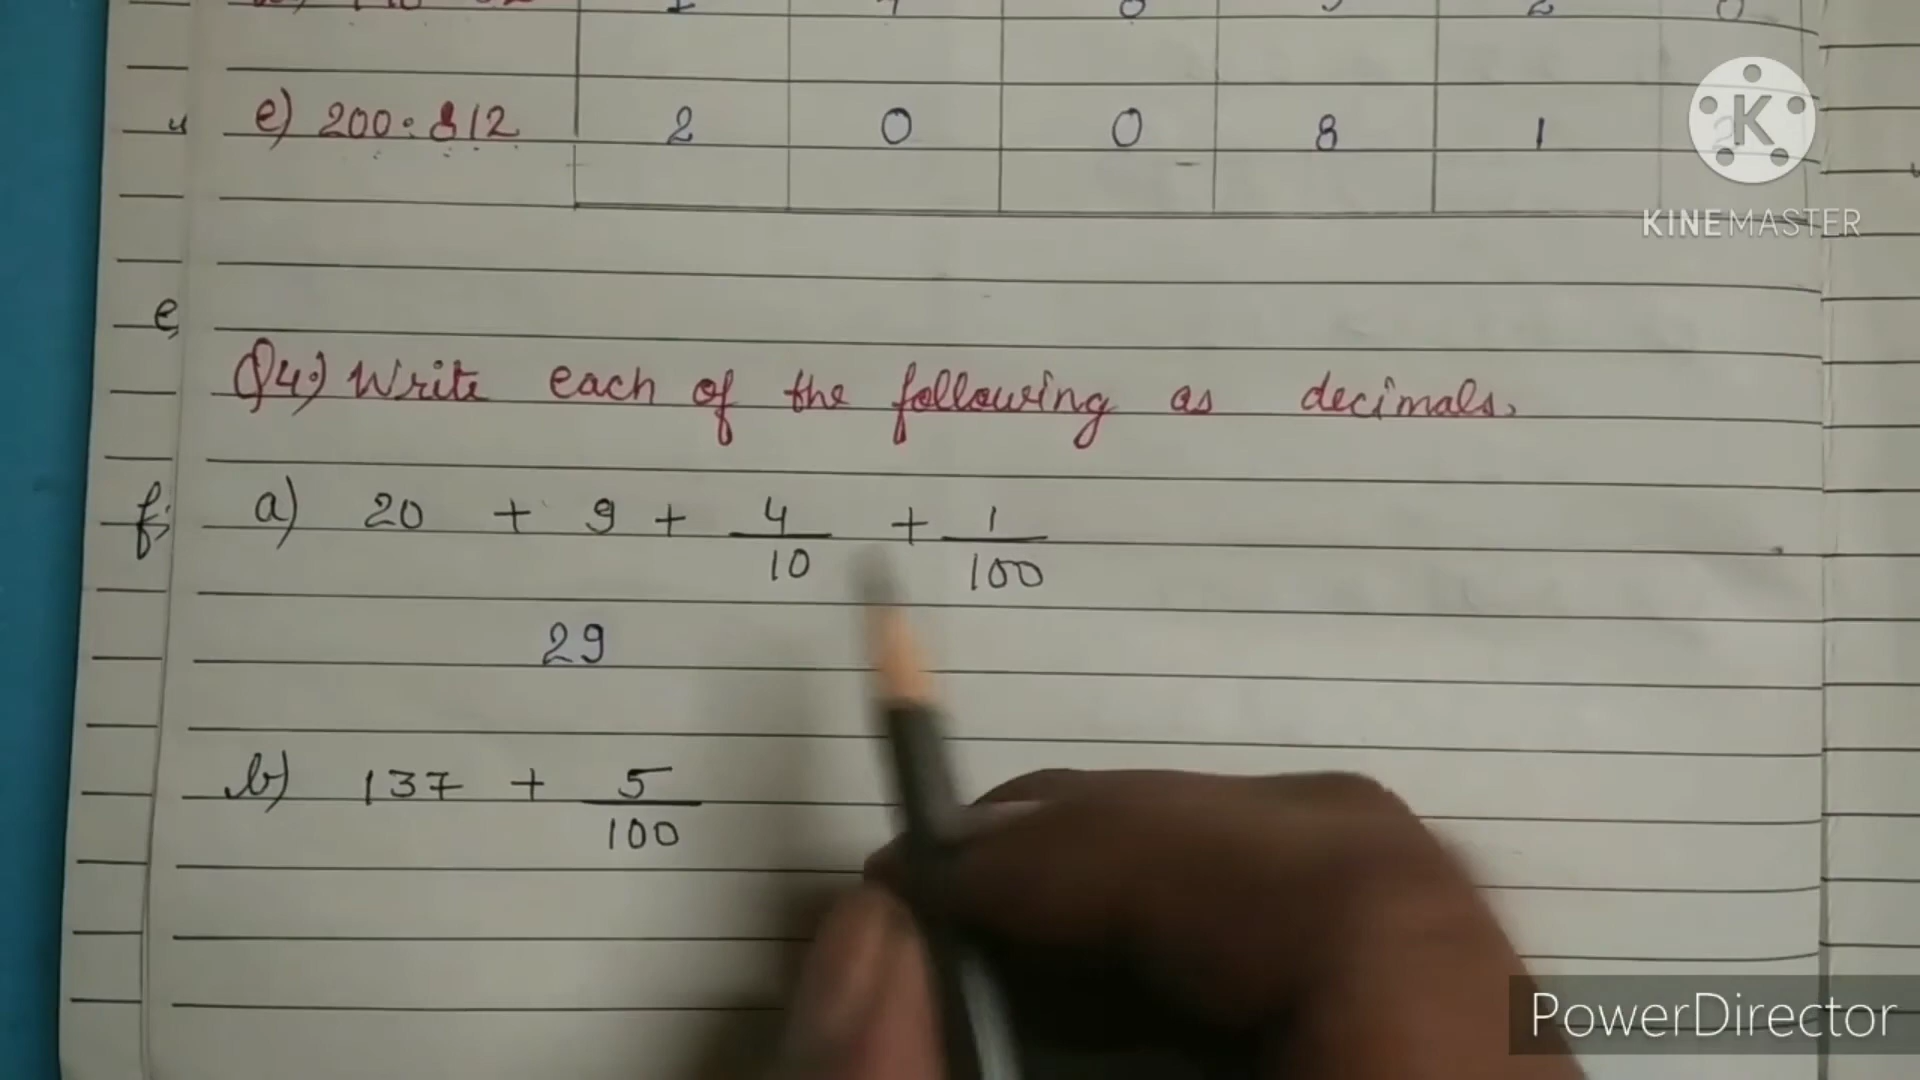 e) 200.812 2 0 0 8 1 2
KINEMASTER
e,
Q4.) Write each of the following as decimals.
a) 20 + 9 + 4/10 + 1/100
29
b) 137 + 5/100
PowerDirector